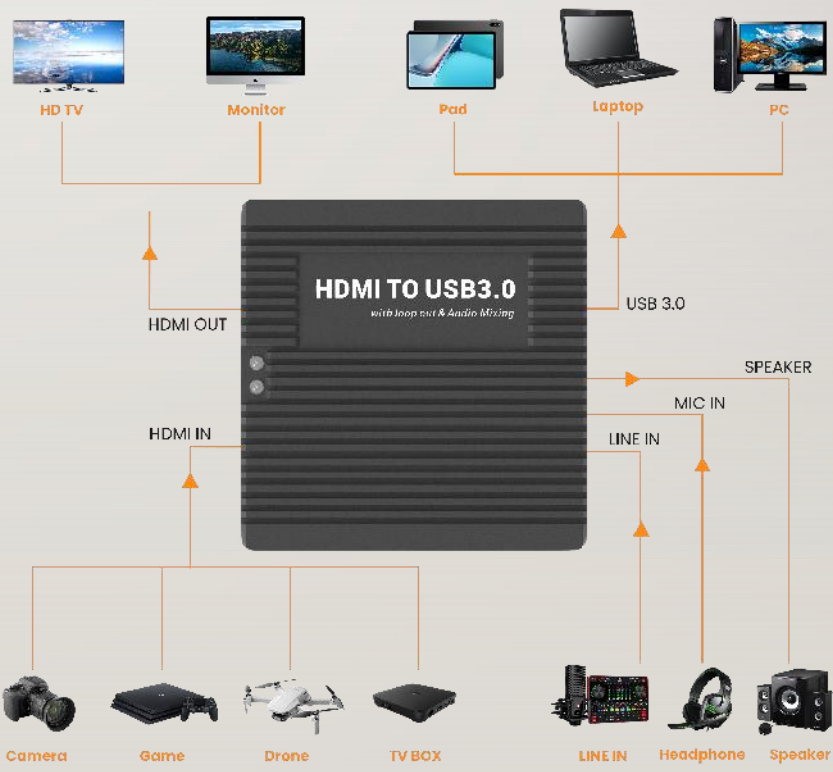 HD TV
Monitor
Pad
Laptop
PC
HDMI TO USB3.0
with loop out & Audio Mixing
HDMI OUT
USB 3.0
SPEAKER
MIC IN
HDMI IN
LINE IN
Camera
Game
Drone
TV BOX
LINE IN
Headphone
Speaker